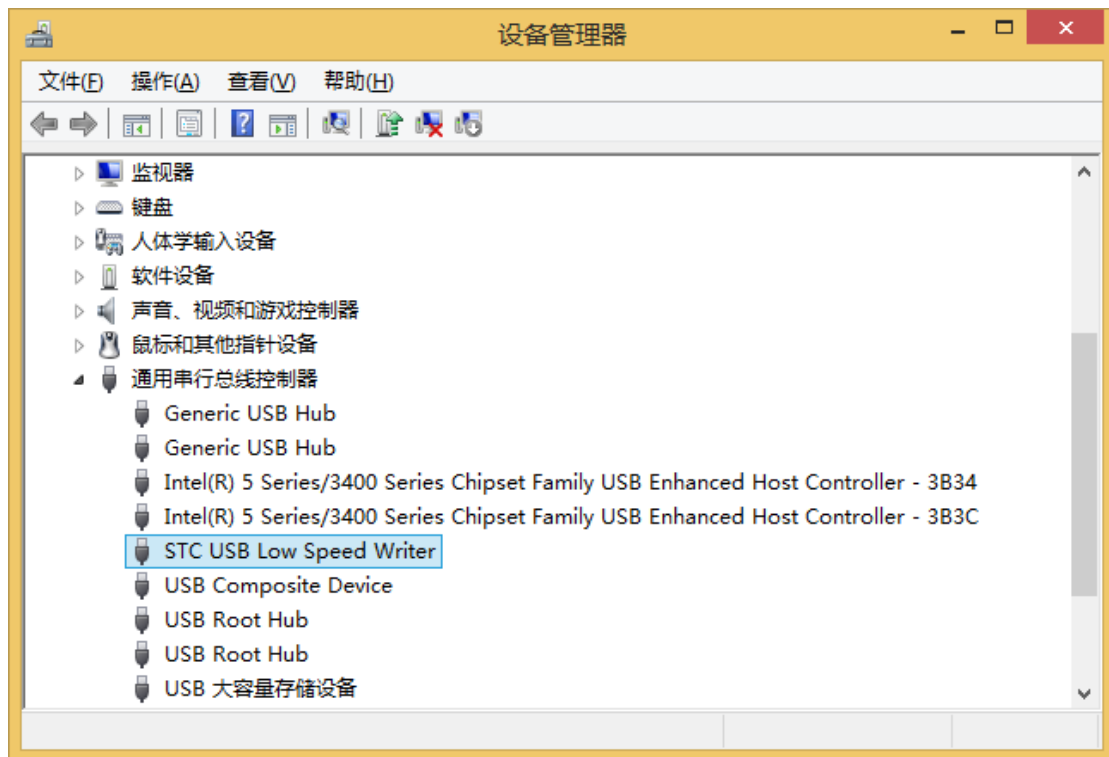 设备管理器
文件(F) 操作(A) 查看(V) 帮助(H)
监视器
键盘
人体学输入设备
软件设备
声音、视频和游戏控制器
鼠标和其他指针设备
通用串行总线控制器
Generic USB Hub
Generic USB Hub
Intel(R) 5 Series/3400 Series Chipset Family USB Enhanced Host Controller - 3B34
Intel(R) 5 Series/3400 Series Chipset Family USB Enhanced Host Controller - 3B3C
STC USB Low Speed Writer
USB Composite Device
USB Root Hub
USB Root Hub
USB 大容量存储设备